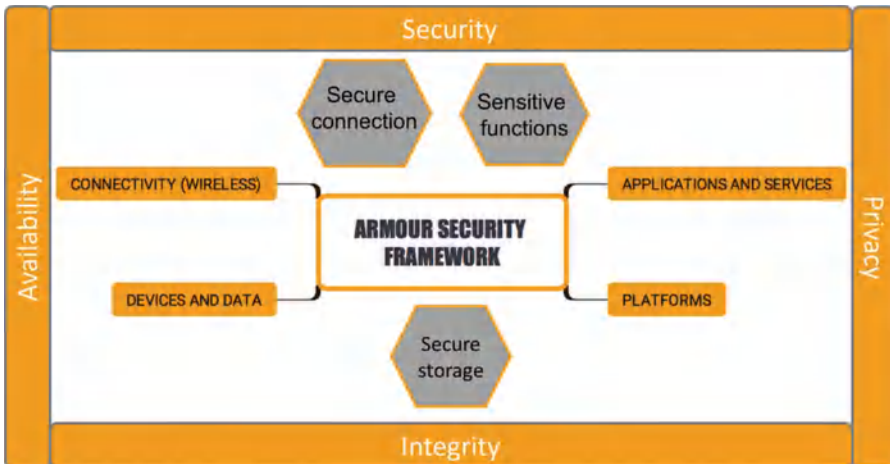 Security
Secure
connection
Sensitive
functions
CONNECTIVITY (WIRELESS)
APPLICATIONS AND SERVICES
Availability
ARMOUR SECURITY
FRAMEWORK
Privacy
DEVICES AND DATA
PLATFORMS
Secure
storage
Integrity